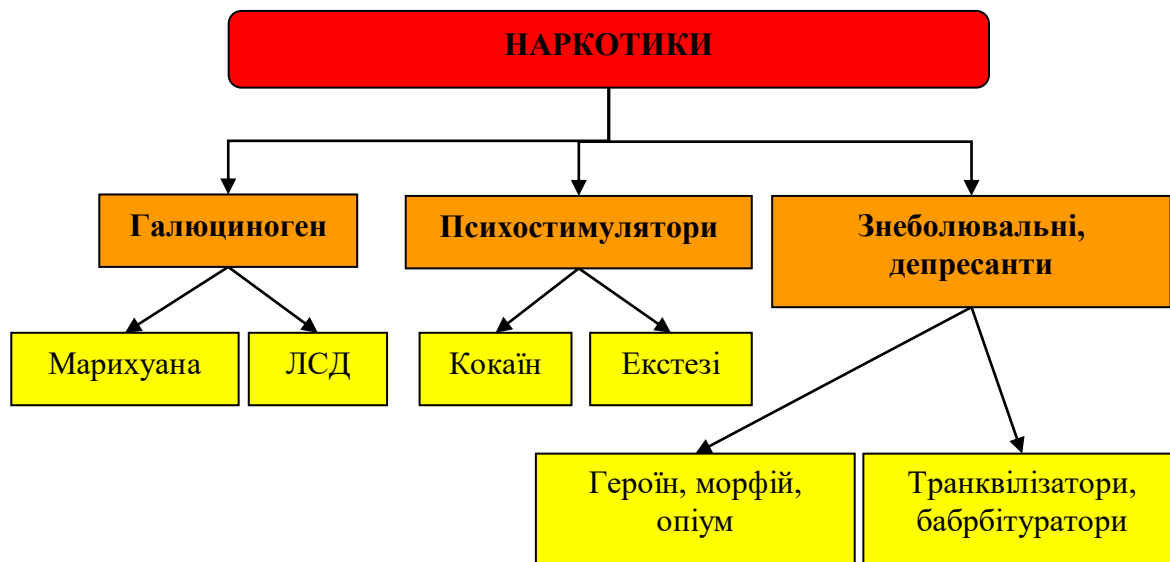 НАРКОТИКИ
Галюциноген
Психостимулятори
Знеболювальні,
депресанти
Марихуана
ЛСД
Кокаїн
Екстезі
Героїн, морфій,
опіум
Транквілізатори,
бабрбітуратори